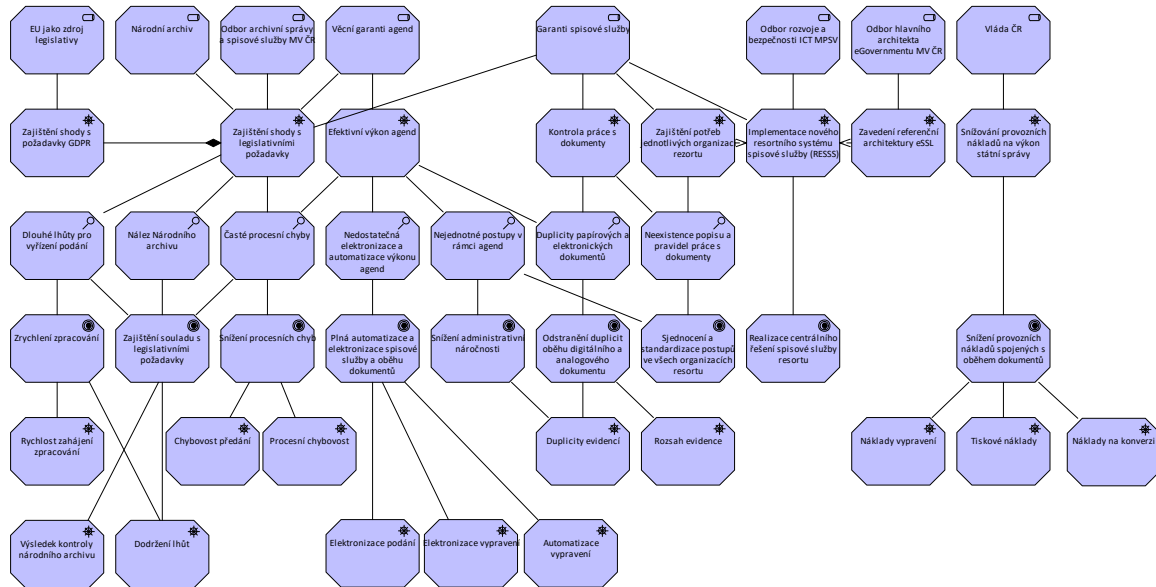 EU jako zdroj
legislativy
Národní archiv
Odbor archivní správy
a spisové služby MV ČR
Věcní garanti agend
Garanti spisové služby
Odbor rozvoje a
bezpečnosti ICT MPSV
Odbor hlavního
architekta
eGovernmentu MV ČR
Vláda ČR
Zajištění shody s
požadavky GDPR
Zajištění shody s
legislativními
požadavky
Efektivní výkon agend
Kontrola práce s
dokumenty
Zajištění potřeb
jednotlivých organizac
rezortu
Implementace nového
resortního systému
spisové služby (RESSS)
Zavedení referenční
architektury eSSL
Snižování provozních
nákladů na výkon
státní správy
Dlouhé lhůty pro
vyřízení podání
Nález Národního
archivu
Časté procesní chyby
Nedostatečná
elektronizace a
automatizace výkonu
agend
Nejednotné postupy v
rámci agend
Duplicity papírových a
elektronických
dokumentů
Neexistence popisu a
pravidel práce s
dokumenty
Zrychlení zpracování
Zajištění souladu s
legislativními
požadavky
Snížení procesních chyb
Plná automatizace a
elektronizace spisové
služby a oběhu
dokumentů
Snížení administrativní
náročnosti
Odstranění duplicit
oběhu digitálního a
analogového
dokumentu
Sjednocení a
standardizace postupů
ve všech organizacích
resortu
Realizace centrálního
řešení spisové služby
resortu
Snížení provozních
nákladů spojených s
oběhem dokumentů
Rychlost zahájení
zpracování
Chybovost předání
Procesní chybovost
Duplicity evidencí
Rozsah evidence
Náklady vypravení
Tiskové náklady
Náklady na konverzi
Výsledek kontroly
národního archivu
Dodržení lhůt
Elektronizace podání
Elektronizace vypravení
Automatizace
vypravení